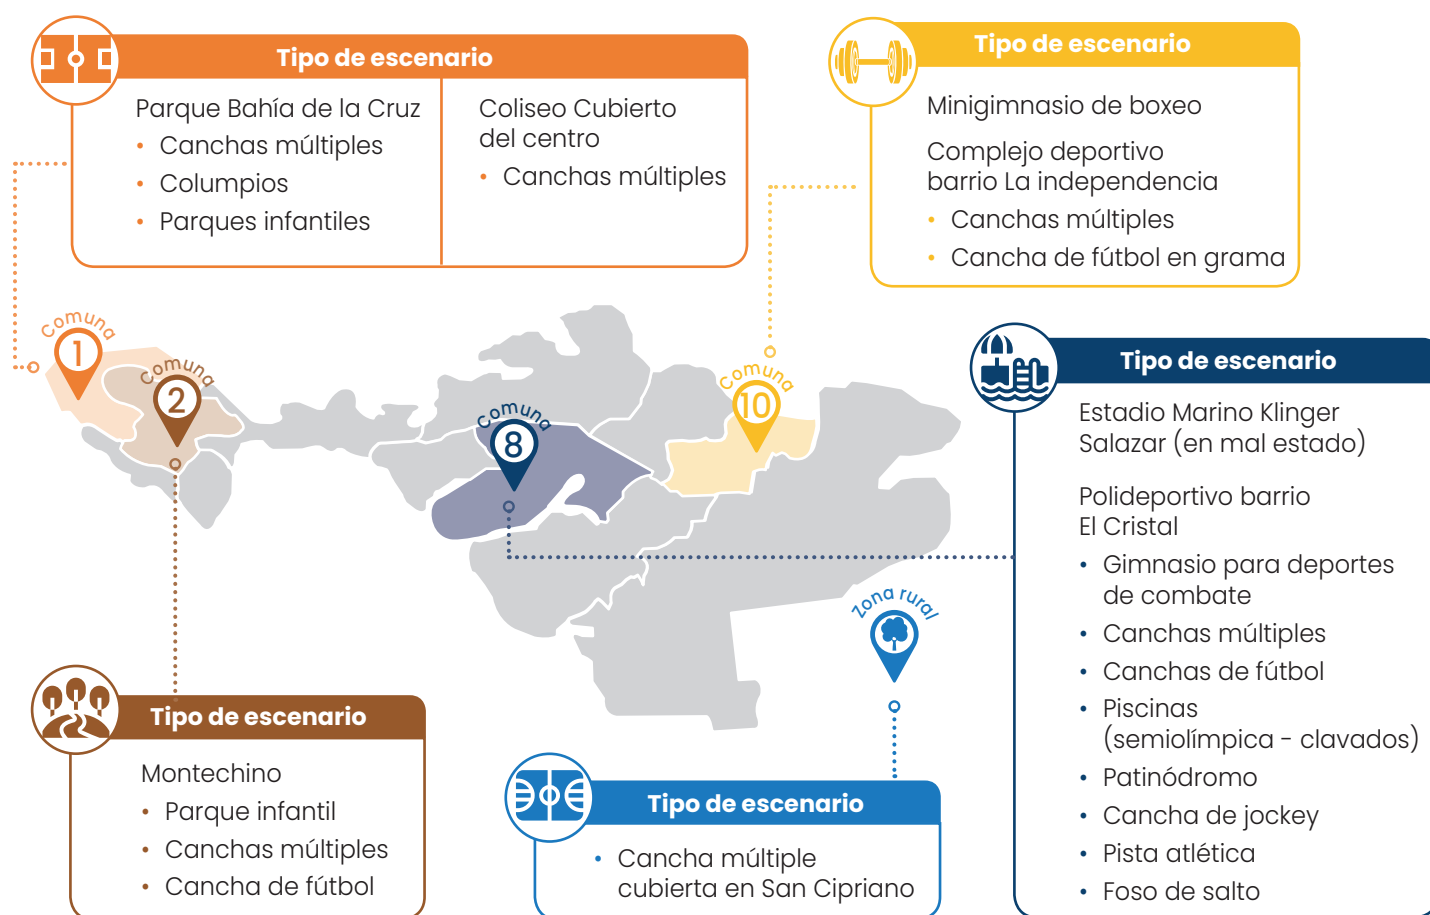 Tipo de escenario
Parque Bahía de la Cruz
• Canchas múltiples
• Columpios
• Parques infantiles
Coliseo Cubierto
del centro
• Canchas múltiples
Tipo de escenario
Minigimnasio de boxeo
Complejo deportivo
barrio La independencia
• Canchas múltiples
• Cancha de fútbol en grama
Comuna
1
Comuna
2
Comuna
8
Comuna
10
Zona rural
Tipo de escenario
Estadio Marino Klinger
Salazar (en mal estado)
Polideportivo barrio
El Cristal
• Gimnasio para deportes
de combate
• Canchas múltiples
• Canchas de fútbol
• Piscinas
(semiolímpica - clavados)
• Patinódromo
• Cancha de jockey
• Pista atlética
• Foso de salto
Tipo de escenario
Montechino
• Parque infantil
• Canchas múltiples
• Cancha de fútbol
Tipo de escenario
• Cancha múltiple
cubierta en San Cipriano